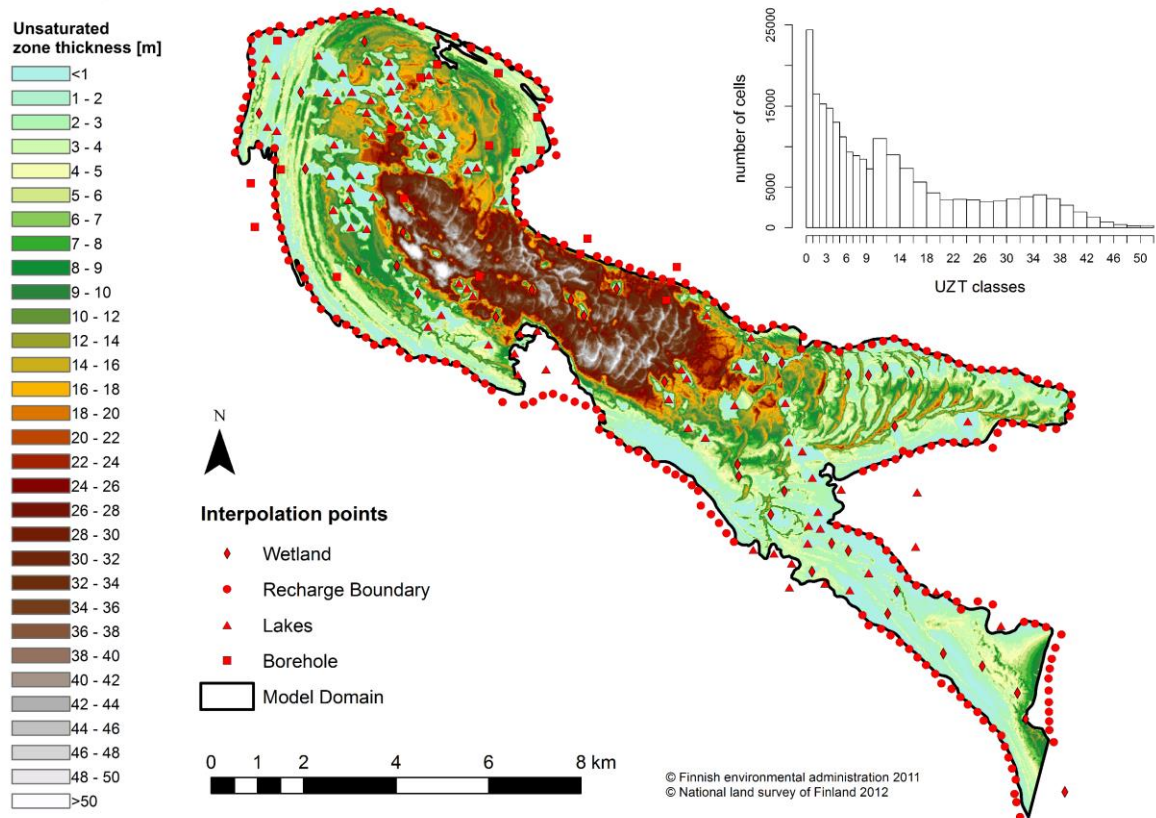 Unsaturated
zone thickness [m]
<1
1 - 2
2 - 3
3 - 4
4 - 5
5 - 6
6 - 7
7 - 8
8 - 9
9 - 10
10 - 12
12 - 14
14 - 16
16 - 18
18 - 20
20 - 22
22 - 24
24 - 26
26 - 28
28 - 30
30 - 32
32 - 34
34 - 36
36 - 38
38 - 40
40 - 42
42 - 44
44 - 46
46 - 48
48 - 50
>50
N
Interpolation points
Wetland
Recharge Boundary
Lakes
Borehole
Model Domain
0 1 2 4 6 8 km
number of cells
25000
15000
5000
0
0 3 6 9 14 18 22 26 30 34 38 42 46 50
UZT classes
© Finnish environmental administration 2011
© National land survey of Finland 2012